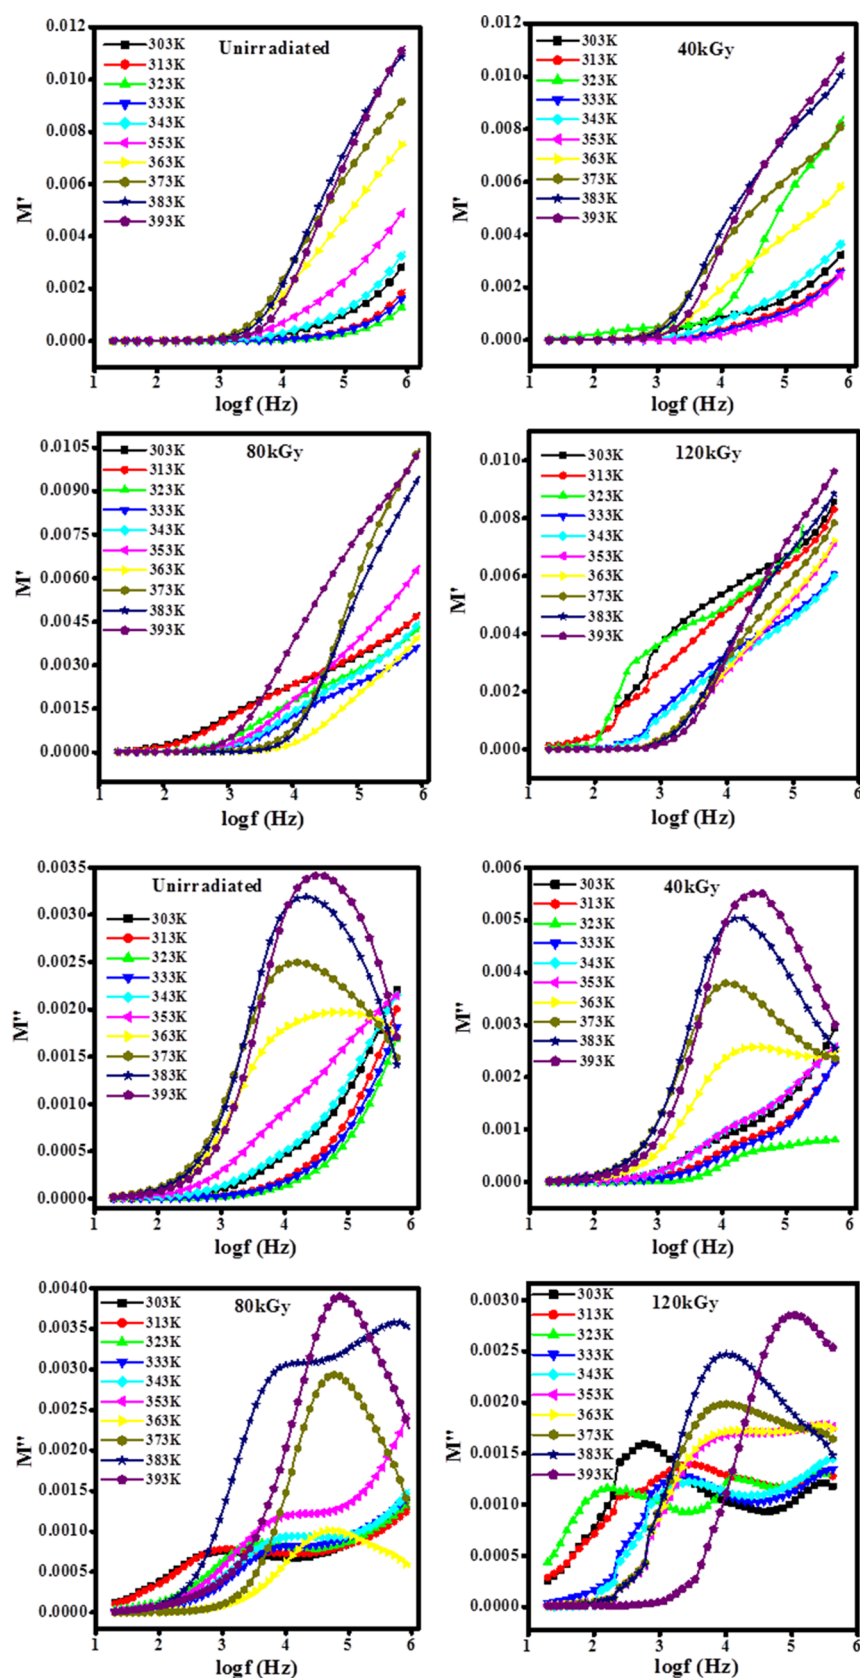 0.012
0.010
0.008
0.006
0.004
0.002
0.000
M'
Unirradiated
303K
313K
323K
333K
343K
353K
363K
373K
383K
393K
1 2 3 4 5 6
logf (Hz)
0.012
0.010
0.008
0.006
0.004
0.002
0.000
M'
40kGy
303K
313K
323K
333K
343K
353K
363K
373K
383K
393K
1 2 3 4 5 6
logf (Hz)
0.0105
0.0090
0.0075
0.0060
0.0045
0.0030
0.0015
0.0000
M'
80kGy
303K
313K
323K
333K
343K
353K
363K
373K
383K
393K
1 2 3 4 5 6
logf (Hz)
0.010
0.008
0.006
0.004
0.002
0.000
M'
120kGy
303K
313K
323K
333K
343K
353K
363K
373K
383K
393K
1 2 3 4 5 6
logf (Hz)
0.0035
0.0030
0.0025
0.0020
0.0015
0.0010
0.0005
0.0000
M''
Unirradiated
303K
313K
323K
333K
343K
353K
363K
373K
383K
393K
1 2 3 4 5 6
logf (Hz)
0.006
0.005
0.004
0.003
0.002
0.001
0.000
M''
40kGy
303K
313K
323K
333K
343K
353K
363K
373K
383K
393K
1 2 3 4 5 6
logf (Hz)
0.0040
0.0035
0.0030
0.0025
0.0020
0.0015
0.0010
0.0005
0.0000
M''
80kGy
303K
313K
323K
333K
343K
353K
363K
373K
383K
393K
1 2 3 4 5 6
logf (Hz)
0.0030
0.0025
0.0020
0.0015
0.0010
0.0005
0.0000
M''
120kGy
303K
313K
323K
333K
343K
353K
363K
373K
383K
393K
1 2 3 4 5 6
logf (Hz)